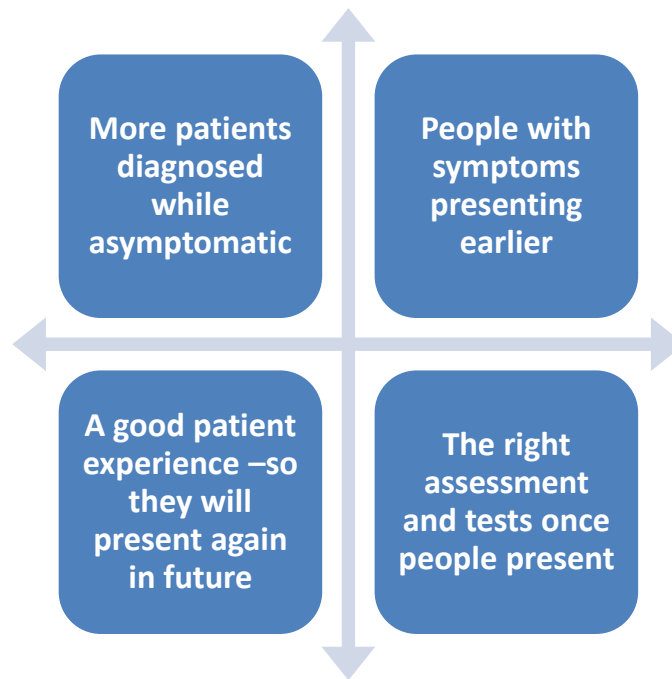 More patients
diagnosed
while
asymptomatic
People with
symptoms
presenting
earlier
A good patient
experience –so
they will
present again
in future
The right
assessment
and tests once
people present